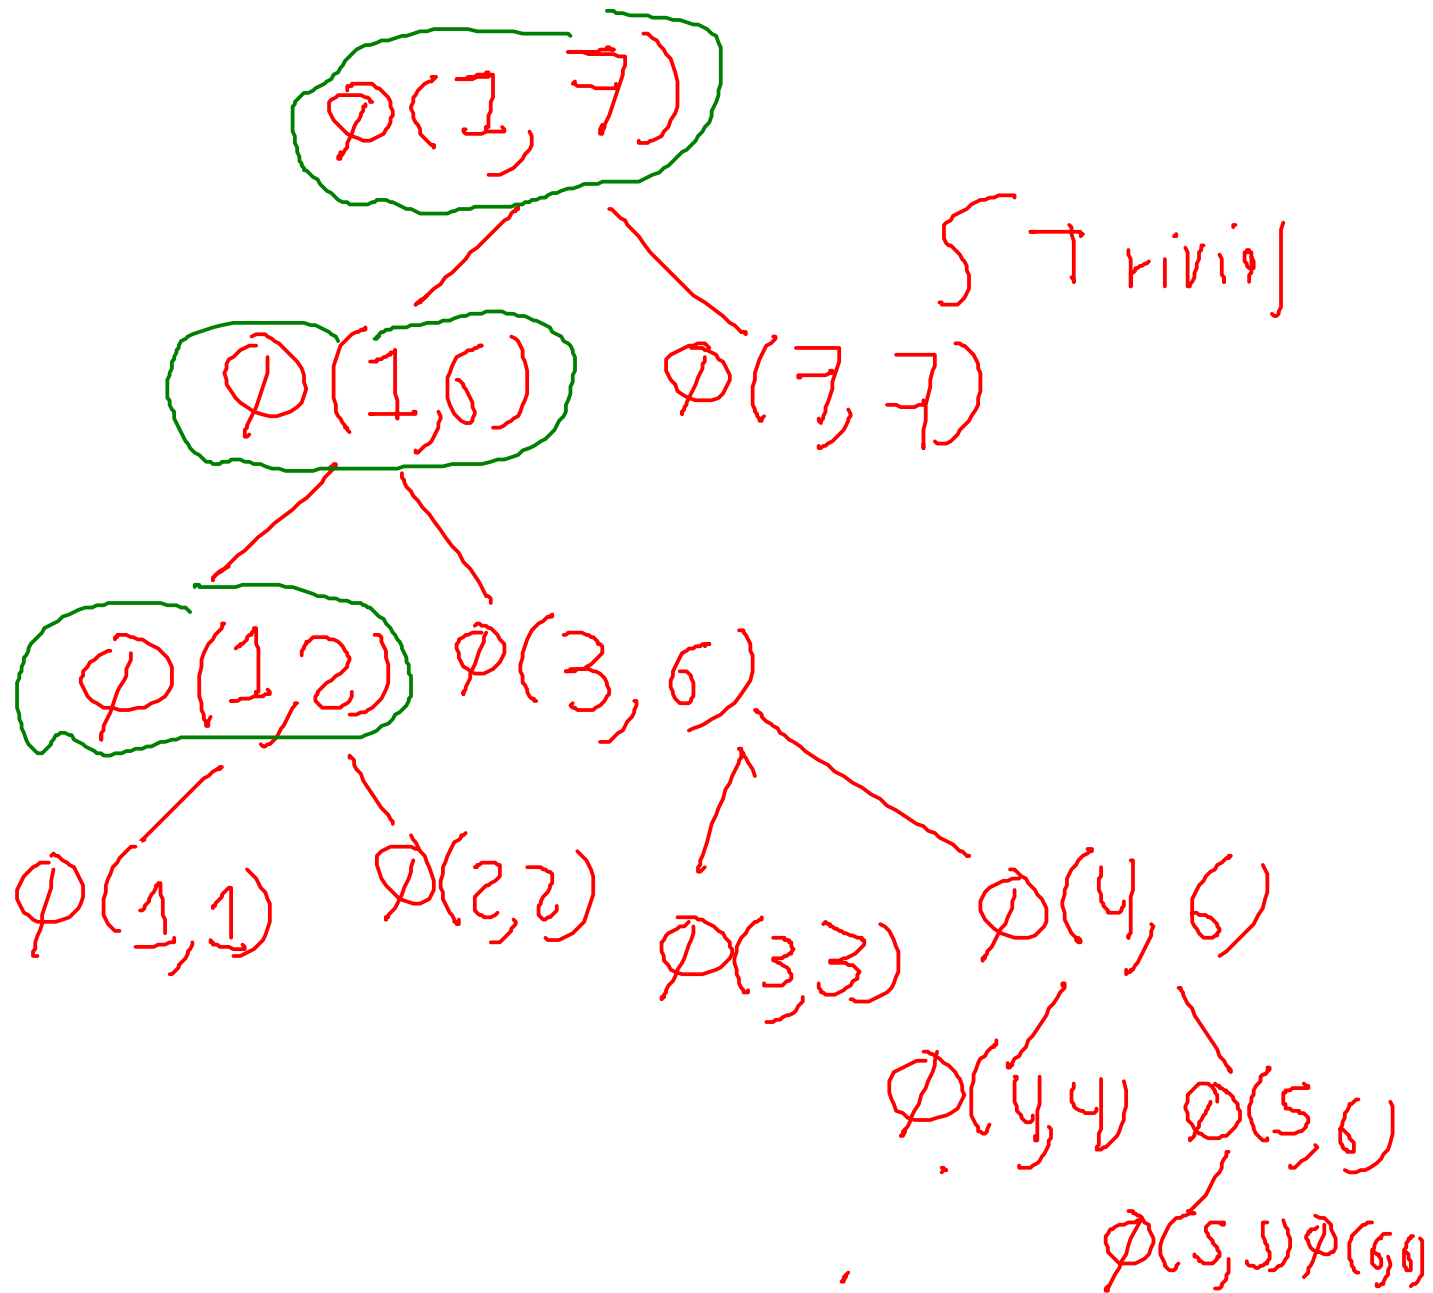 Ø(1, 7)
5 Trivial
Ø(1,6) Ø(7,7)
Ø(1,2) Ø(3,6)
Ø(1,1) Ø(2,2) Ø(3,3) Ø(4,6)
Ø(4,4) Ø(5,6)
Ø(5,5) Ø(6,6)